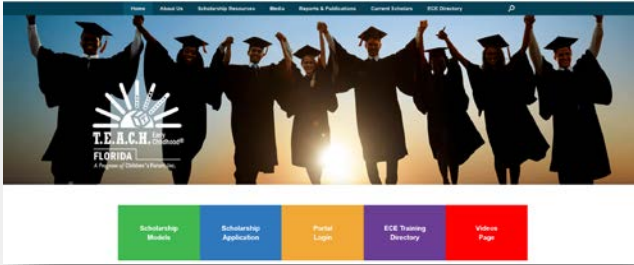 Home About Us Scholarship Resources Media Reports & Publications Current Scholars ECE Directory
T.E.A.C.H. Early Childhood®
FLORIDA
A Program of Children's Forum, Inc.
Scholarship Models
Scholarship Application
Portal Login
ECE Training Directory
Videos Page